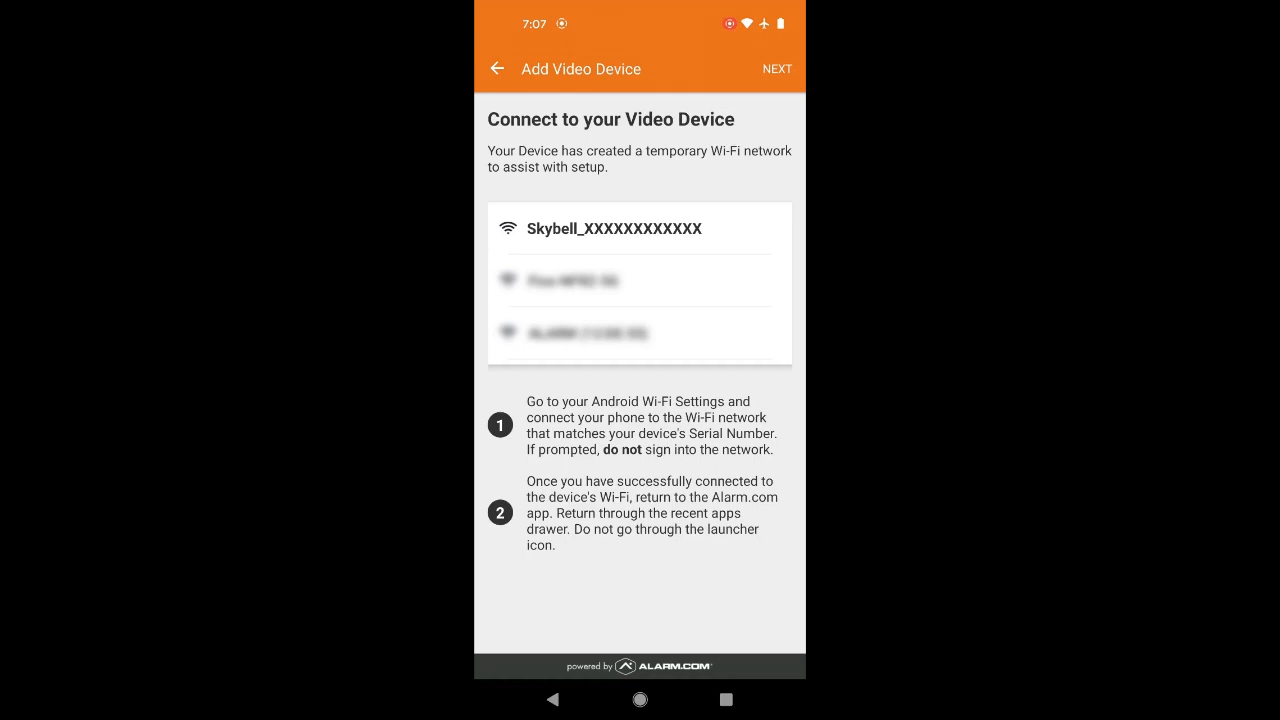 7:07
Add Video Device
NEXT
Connect to your Video Device
Your Device has created a temporary Wi-Fi network
to assist with setup.
Skybell_XXXXXXXXXXXX
1
Go to your Android Wi-Fi Settings and
connect your phone to the Wi-Fi network
that matches your device's Serial Number.
If prompted, do not sign into the network.
2
Once you have successfully connected to
the device's Wi-Fi, return to the Alarm.com
app. Return through the recent apps
drawer. Do not go through the launcher
icon.
powered by ALARM.COM